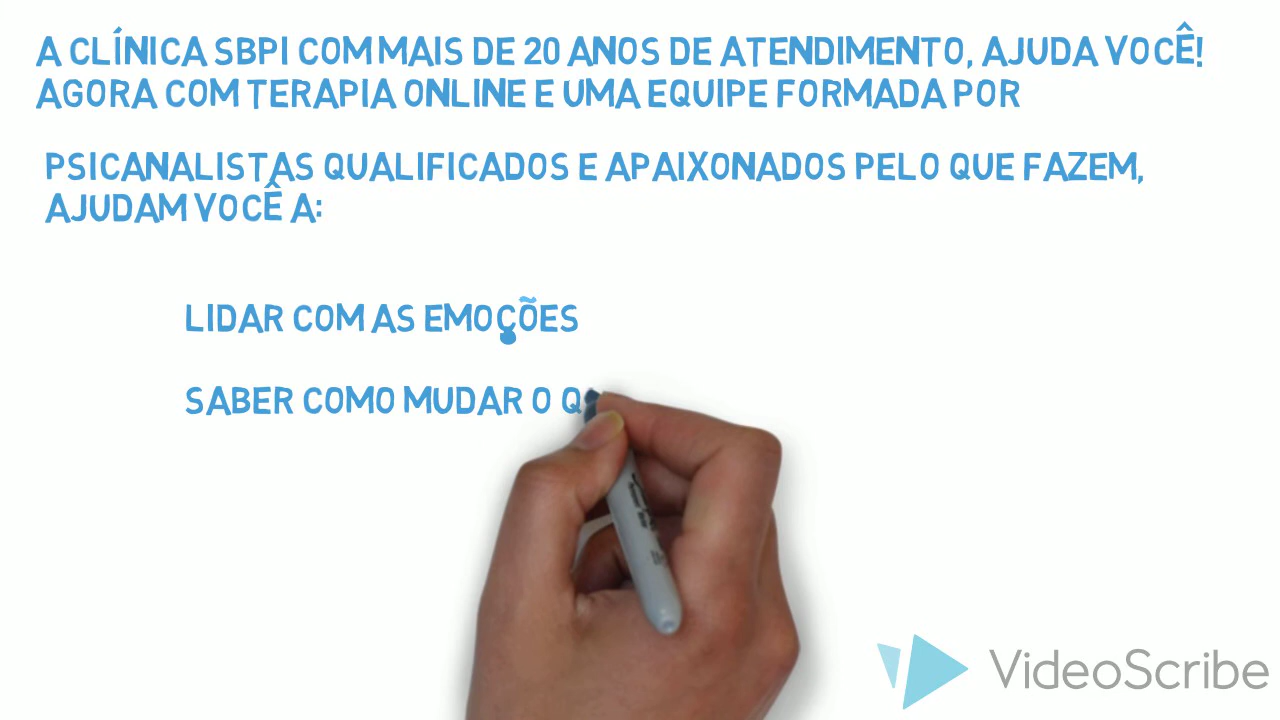 A CLÍNICA SBPI COM MAIS DE 20 ANOS DE ATENDIMENTO, AJUDA VOCÊ!
AGORA COM TERAPIA ONLINE E UMA EQUIPE FORMADA POR
PSICANALISTAS QUALIFICADOS E APAIXONADOS PELO QUE FAZEM,
AJUDAM VOCÊ A:
LIDAR COM AS EMOÇÕES
SABER COMO MUDAR O Q
VideoScribe